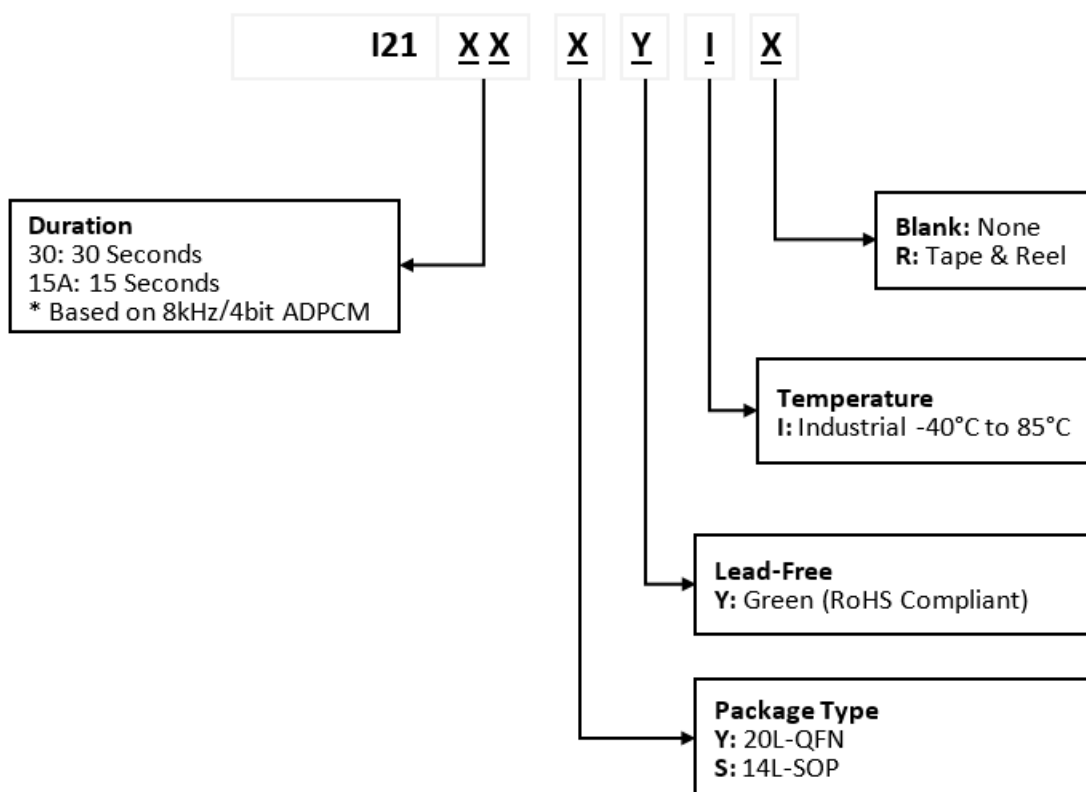 I21 X X X Y I X
Duration
30: 30 Seconds
15A: 15 Seconds
* Based on 8kHz/4bit ADPCM
Blank: None
R: Tape & Reel
Temperature
I: Industrial -40°C to 85°C
Lead-Free
Y: Green (RoHS Compliant)
Package Type
Y: 20L-QFN
S: 14L-SOP